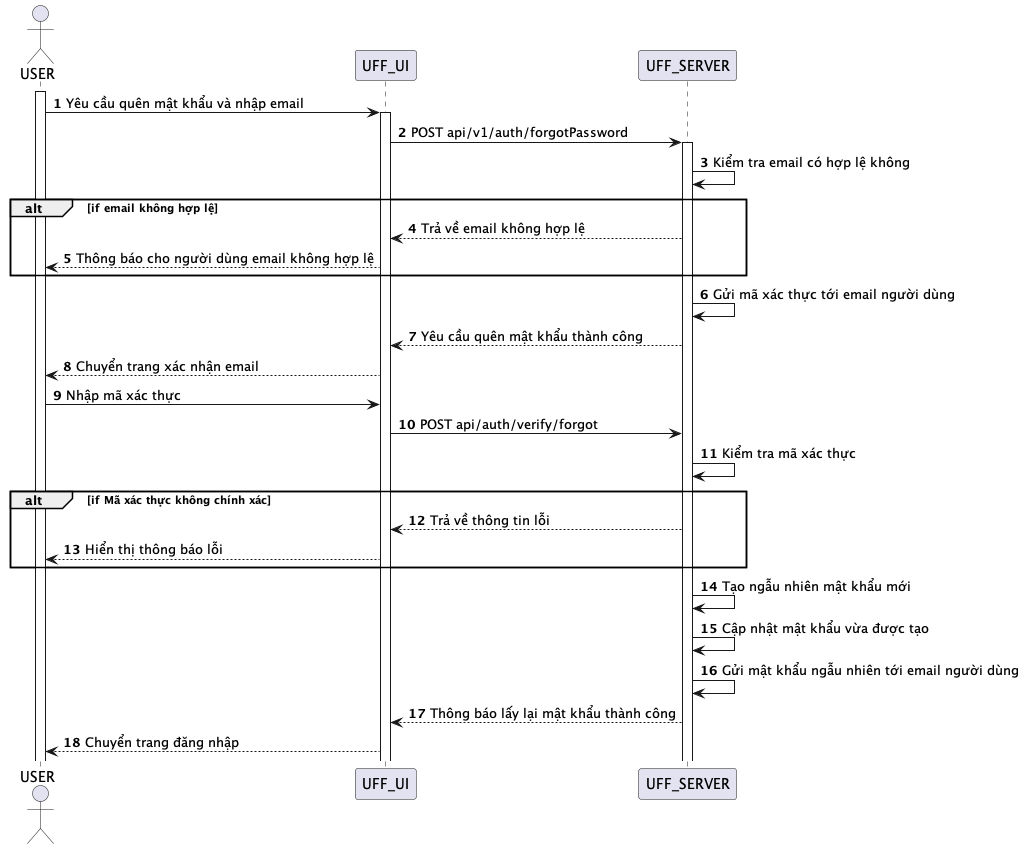 USER
UFF_UI
UFF_SERVER
1 Yêu cầu quên mật khẩu và nhập email
2 POST api/v1/auth/forgotPassword
3 Kiểm tra email có hợp lệ không
alt [if email không hợp lệ]
4 Trả về email không hợp lệ
5 Thông báo cho người dùng email không hợp lệ
6 Gửi mã xác thực tới email người dùng
7 Yêu cầu quên mật khẩu thành công
8 Chuyển trang xác nhận email
9 Nhập mã xác thực
10 POST api/auth/verify/forgot
11 Kiểm tra mã xác thực
alt [if Mã xác thực không chính xác]
12 Trả về thông tin lỗi
13 Hiển thị thông báo lỗi
14 Tạo ngẫu nhiên mật khẩu mới
15 Cập nhật mật khẩu vừa được tạo
16 Gửi mật khẩu ngẫu nhiên tới email người dùng
17 Thông báo lấy lại mật khẩu thành công
18 Chuyển trang đăng nhập
USER
UFF_UI
UFF_SERVER